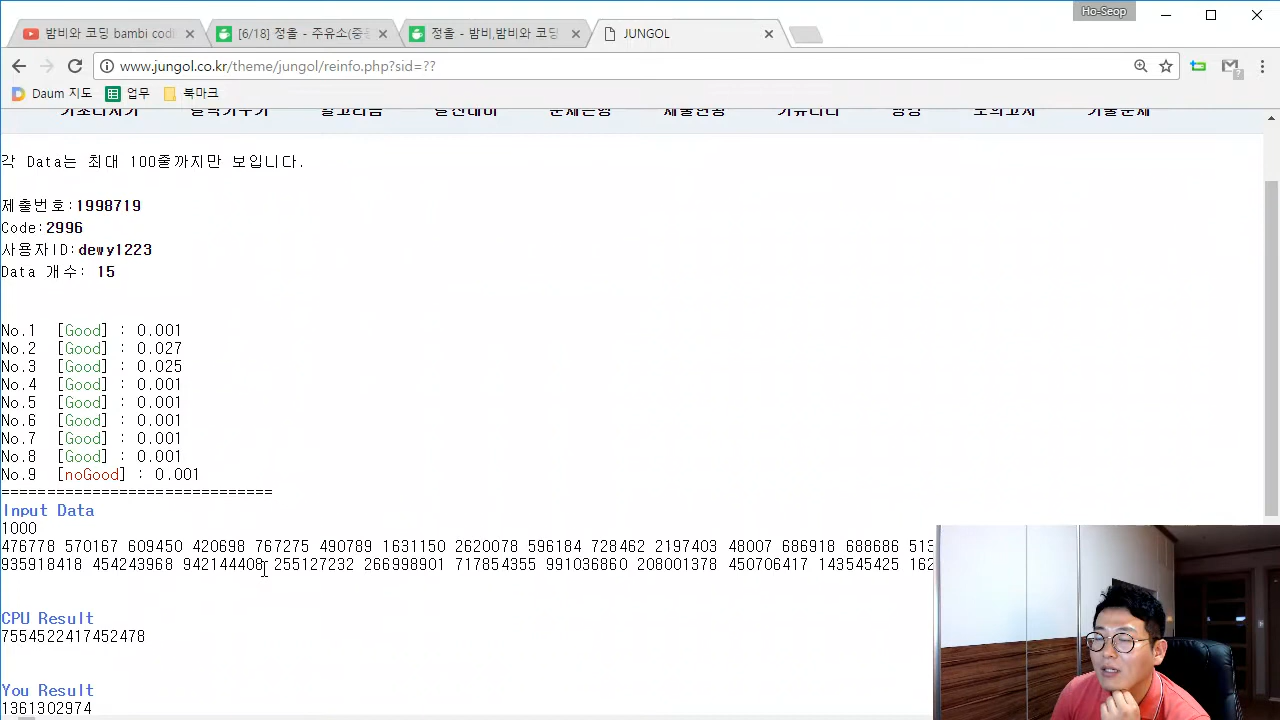 Ho-Seop
밤비와 코딩 bambi codi
[6/18] 정올 - 주유소(중등
정올 - 밤비,밤비와 코딩
JUNGOL
www.jungol.co.kr/theme/jungol/reinfo.php?sid=??
Daum 지도 업무 북마크
각 Data는 최대 100줄까지만 보입니다.
제출번호:1998719
Code:2996
사용자ID:dewy1223
Data 개수: 15
No.1 [Good] : 0.001
No.2 [Good] : 0.027
No.3 [Good] : 0.025
No.4 [Good] : 0.001
No.5 [Good] : 0.001
No.6 [Good] : 0.001
No.7 [Good] : 0.001
No.8 [Good] : 0.001
No.9 [noGood] : 0.001
==============================
Input Data
1000
476778 570167 609450 420698 767275 490789 1631150 2620078 596184 728462 2197403 48007 686918 688686 513
935918418 454243968 942144408 255127232 266998901 717854355 991036860 208001378 450706417 143545425 162
CPU Result
7554522417452478
You Result
1361302974